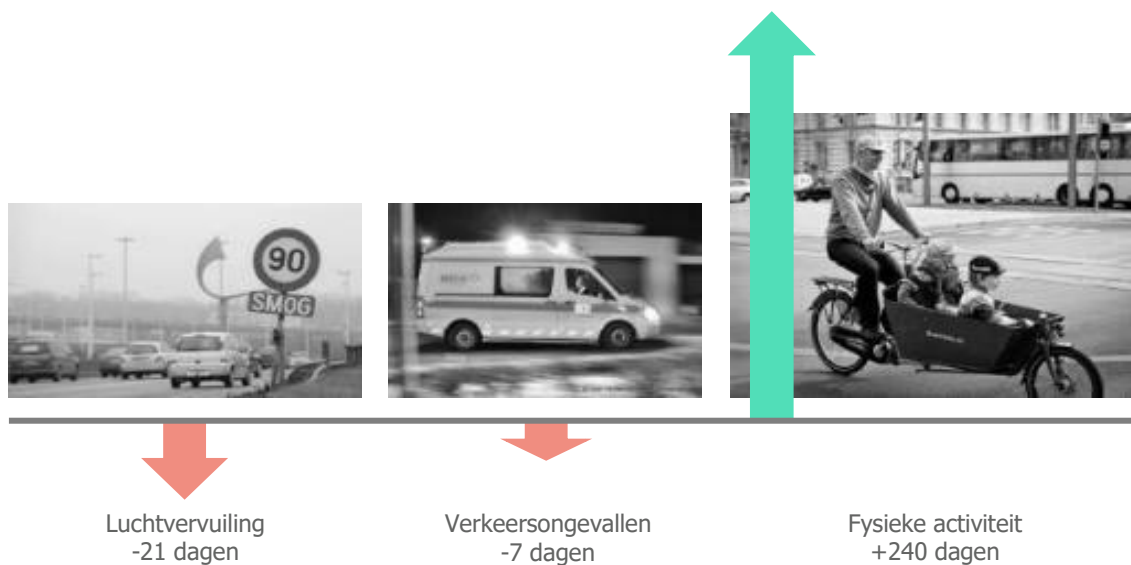 90
SMOG
Luchtvervuiling
-21 dagen
Verkeersongevallen
-7 dagen
Fysieke activiteit
+240 dagen